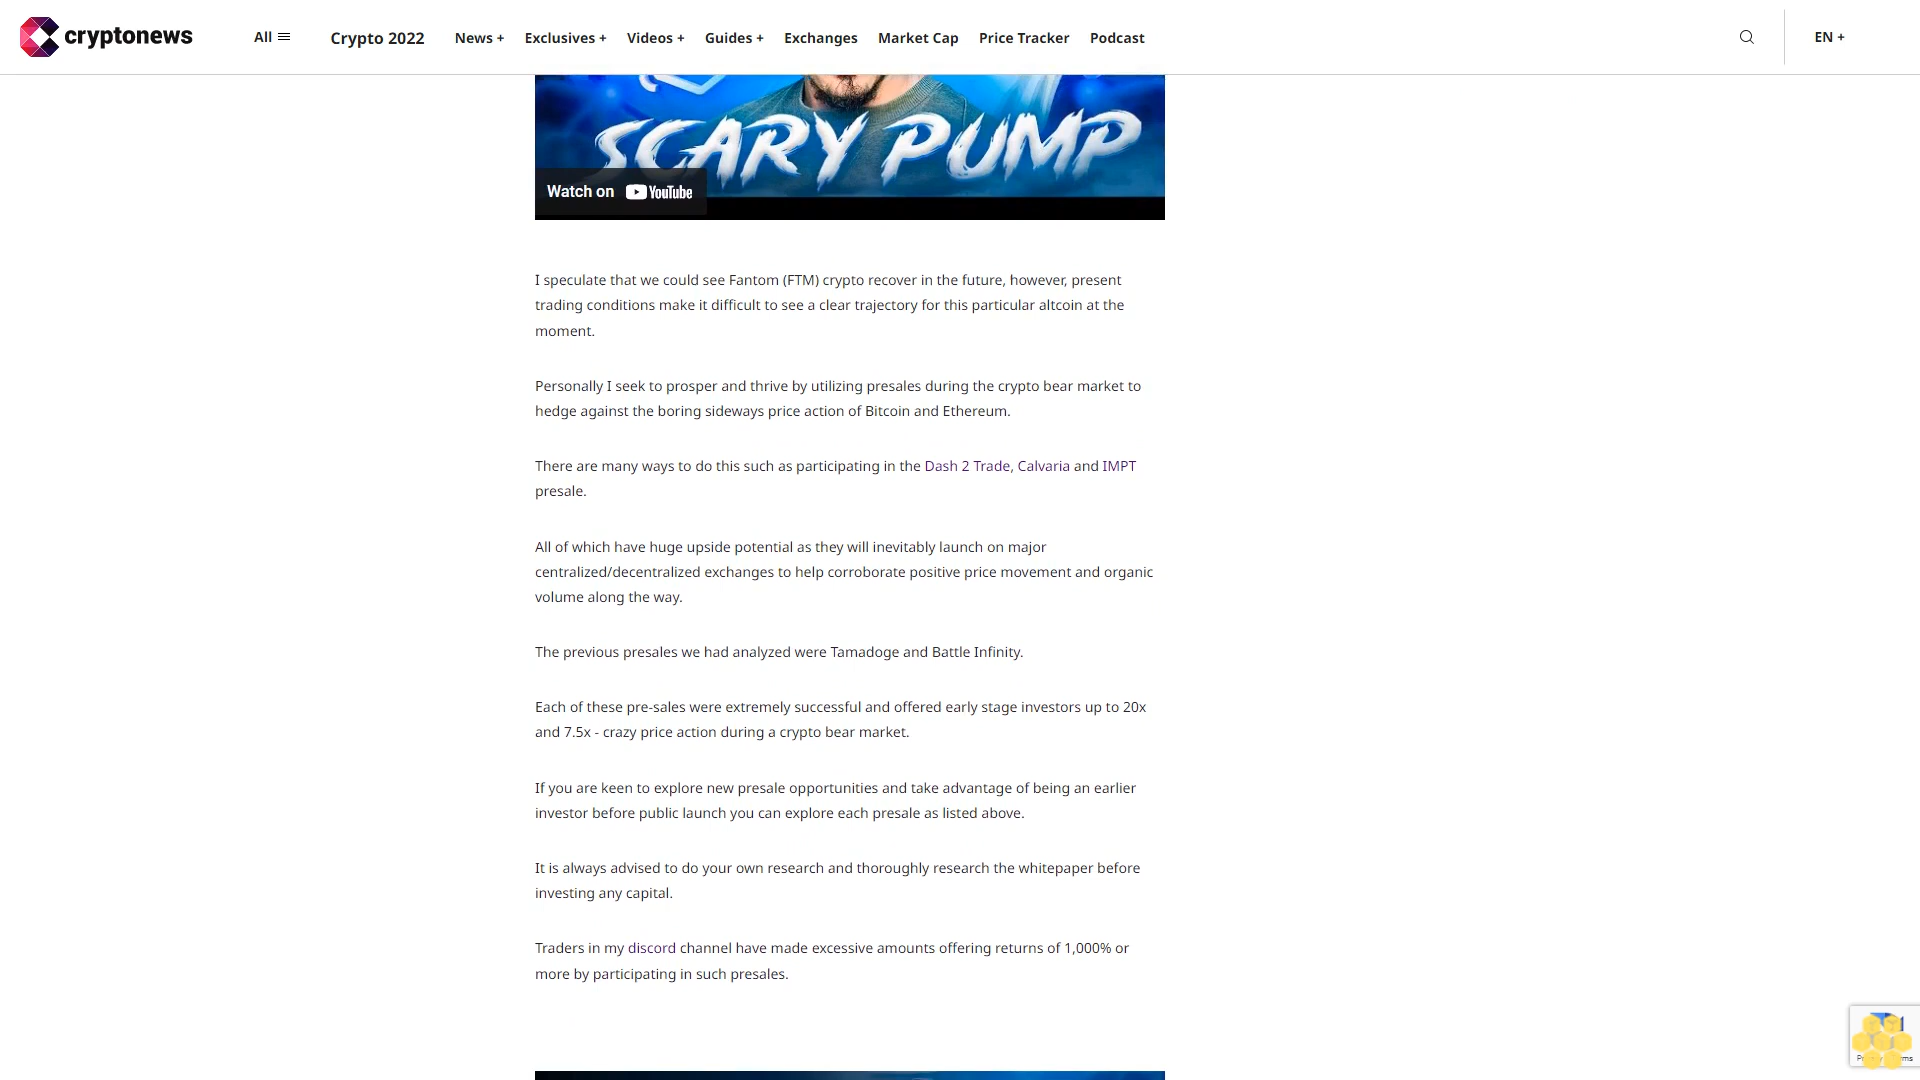 cryptonews
All
Crypto 2022
News +
Exclusives +
Videos +
Guides +
Exchanges
Market Cap
Price Tracker
Podcast
EN +
SCARY PUMP
Watch on YouTube
I speculate that we could see Fantom (FTM) crypto recover in the future, however, present
trading conditions make it difficult to see a clear trajectory for this particular altcoin at the
moment.
Personally I seek to prosper and thrive by utilizing presales during the crypto bear market to
hedge against the boring sideways price action of Bitcoin and Ethereum.
There are many ways to do this such as participating in the Dash 2 Trade, Calvaria and IMPT
presale.
All of which have huge upside potential as they will inevitably launch on major
centralized/decentralized exchanges to help corroborate positive price movement and organic
volume along the way.
The previous presales we had analyzed were Tamadoge and Battle Infinity.
Each of these pre-sales were extremely successful and offered early stage investors up to 20x
and 7.5x - crazy price action during a crypto bear market.
If you are keen to explore new presale opportunities and take advantage of being an earlier
investor before public launch you can explore each presale as listed above.
It is always advised to do your own research and thoroughly research the whitepaper before
investing any capital.
Traders in my discord channel have made excessive amounts offering returns of 1,000% or
more by participating in such presales.